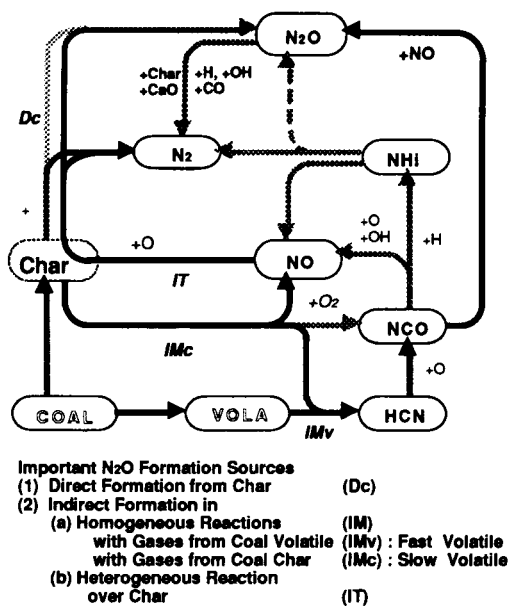 N2O
+NO
+Char
+CaO
+H, +OH
+CO
Dc
N2
NHi
+
+O
+OH
+H
+O
Char
NO
IT
+O2
NCO
IMc
+O
COAL
VOLA
HCN
IMv
Important N2O Formation Sources
(1) Direct Formation from Char (Dc)
(2) Indirect Formation in
(a) Homogeneous Reactions (IM)
with Gases from Coal Volatile (IMv) : Fast Volatile
with Gases from Coal Char (IMc) : Slow Volatile
(b) Heterogeneous Reaction
over Char (IT)